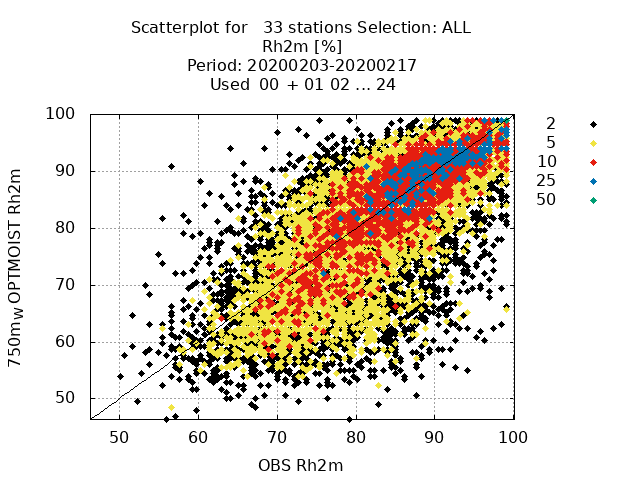 Scatterplot for   33 stations Selection: ALL
Rh2m [%]
Period: 20200203-20200217
Used  00 + 01 02 ... 24
100
90
80
70
60
50
750m_W OPTMOIST Rh2m
50 60 70 80 90 100
OBS Rh2m
2
5
10
25
50